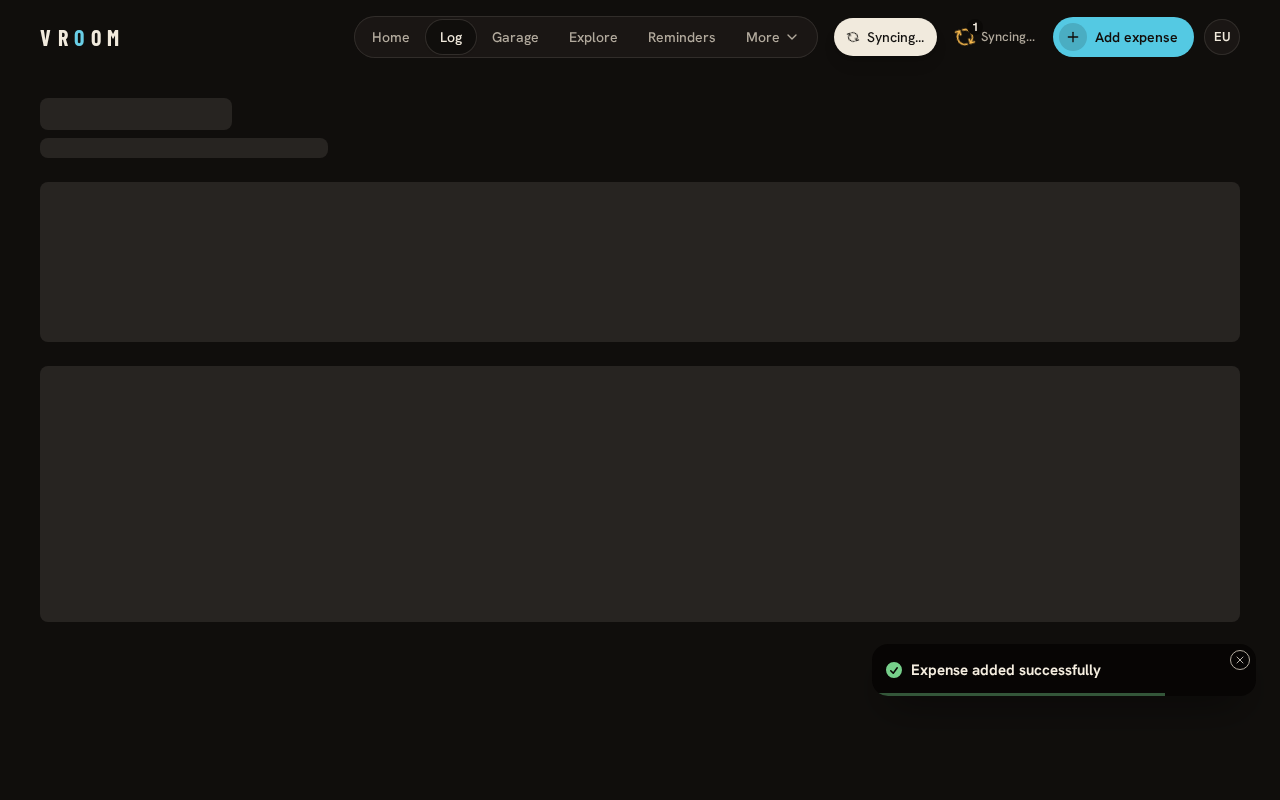 VROOM
Home
Log
Garage
Explore
Reminders
More
Syncing...
1
Syncing...
Add expense
EU
Expense added successfully